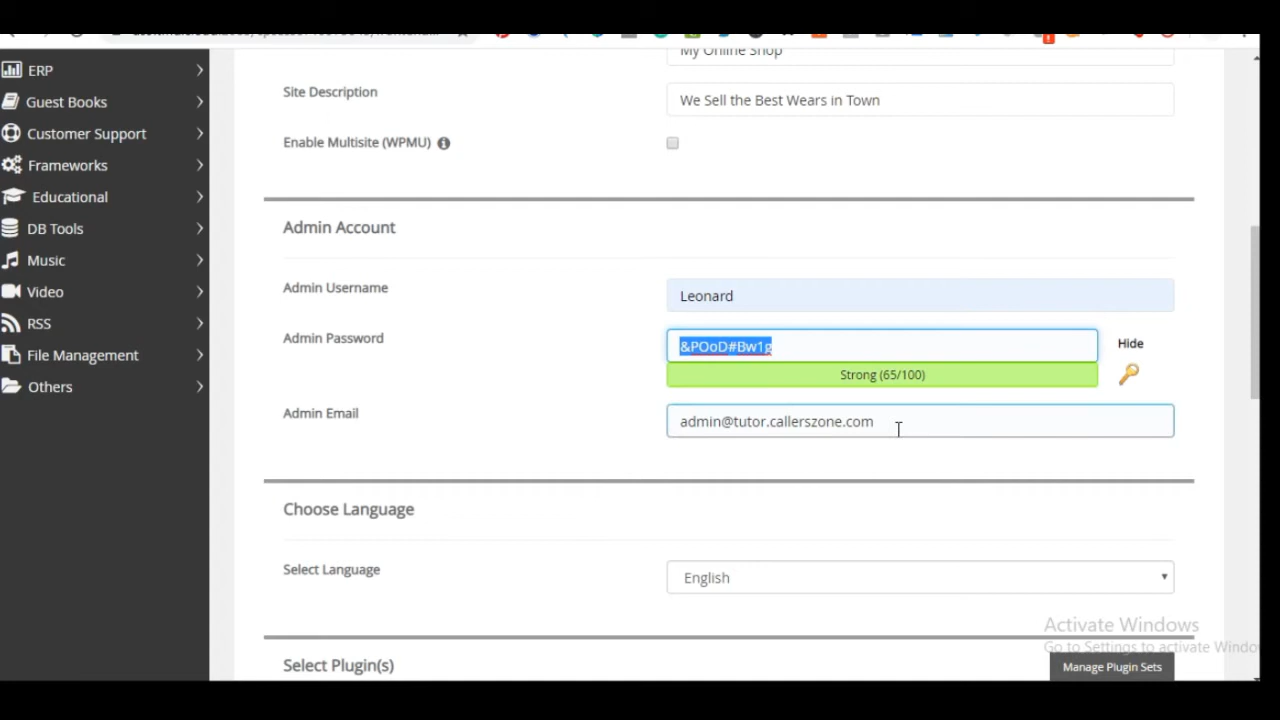 My Online Shop
ERP
Guest Books
Site Description
We Sell the Best Wears in Town
Customer Support
Enable Multisite (WPMU)
Frameworks
Educational
DB Tools
Admin Account
Music
Video
Admin Username
Leonard
RSS
Admin Password
&POoD#Bw1g
Hide
File Management
Strong (65/100)
Others
Admin Email
admin@tutor.callerszone.com
Choose Language
Select Language
English
Activate Windows
Go to Settings to activate Windo
Select Plugin(s)
Manage Plugin Sets